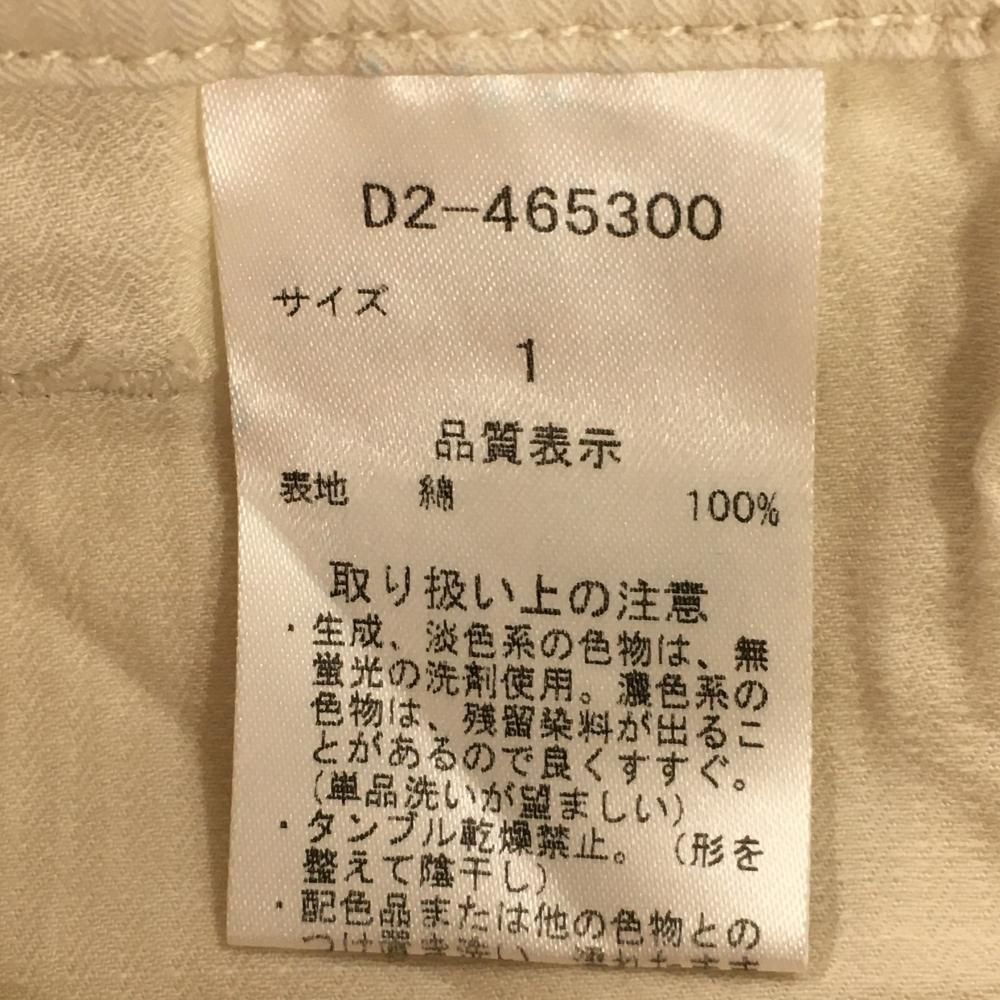 D2-465300
サイズ
1
品質表示
表地 綿 100%
取り扱い上の注意
・生成、淡色系の色物は、無
蛍光の洗剤使用。濃色系の
色物は、残留染料が出るこ
とがあるので良くすすぐ。
(単品洗いが望ましい)
・タンブル乾燥禁止。(形を
整えて陰干し)
・配色品または他の色物との